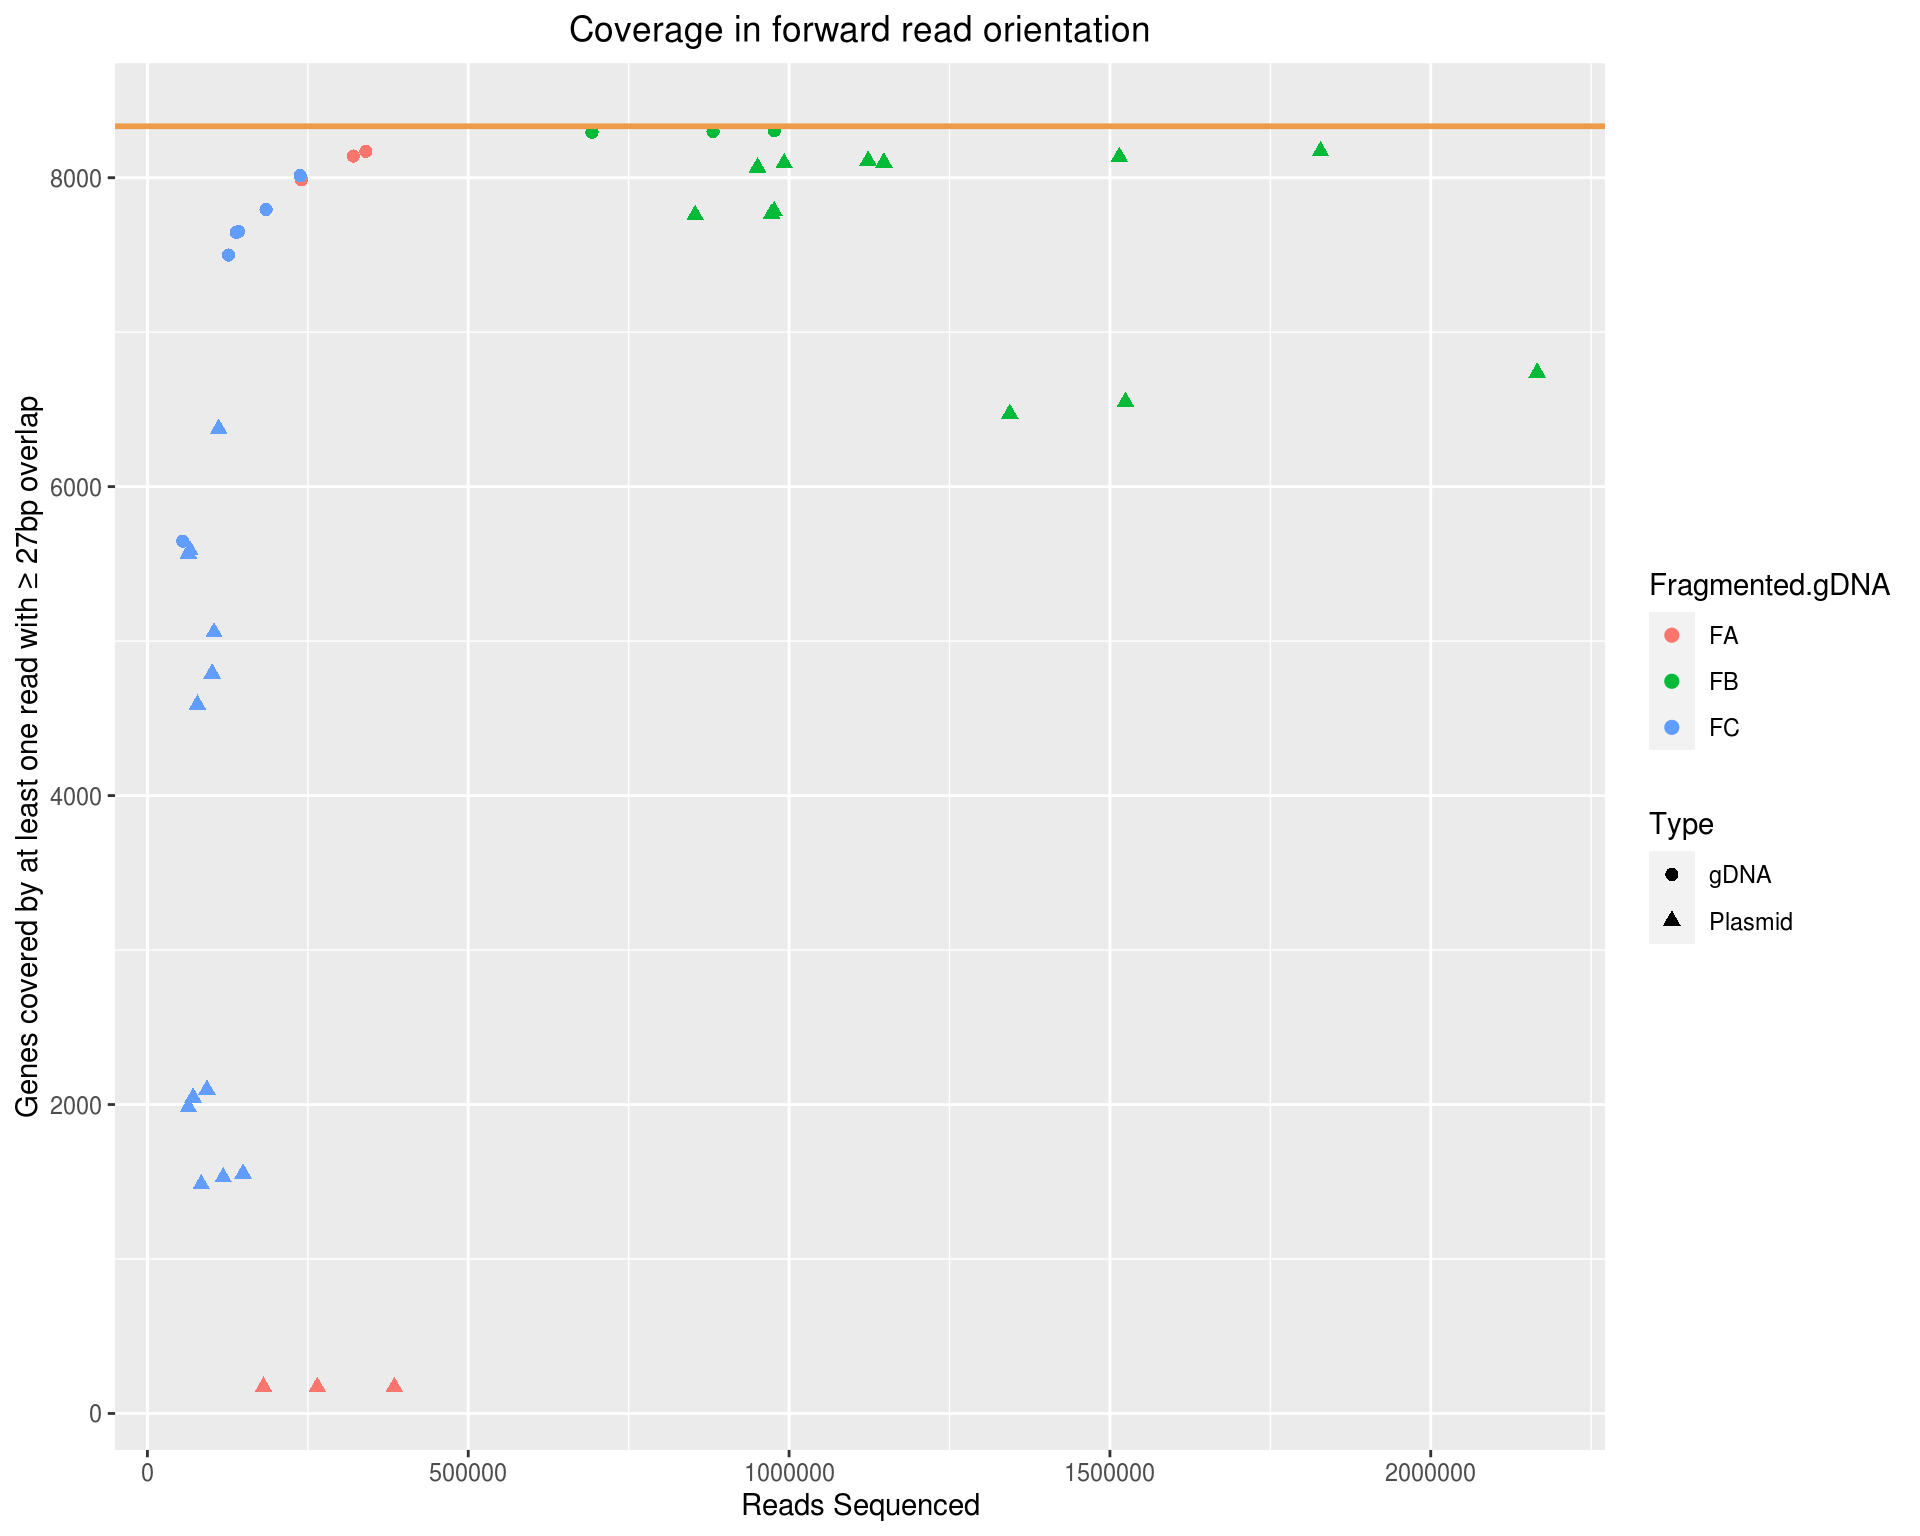 Coverage in forward read orientation
Genes covered by at least one read with ≥ 27bp overlap
8000
6000
4000
2000
0
0
500000
1000000
1500000
2000000
Reads Sequenced
Fragmented.gDNA
FA
FB
FC
Type
gDNA
Plasmid